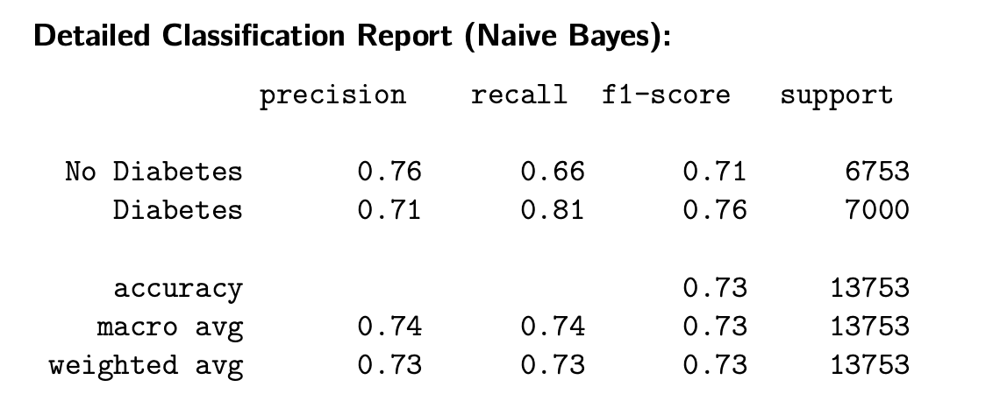 Detailed Classification Report (Naive Bayes):
precision recall f1-score support
No Diabetes 0.76 0.66 0.71 6753
Diabetes 0.71 0.81 0.76 7000
accuracy 0.73 13753
macro avg 0.74 0.74 0.73 13753
weighted avg 0.73 0.73 0.73 13753